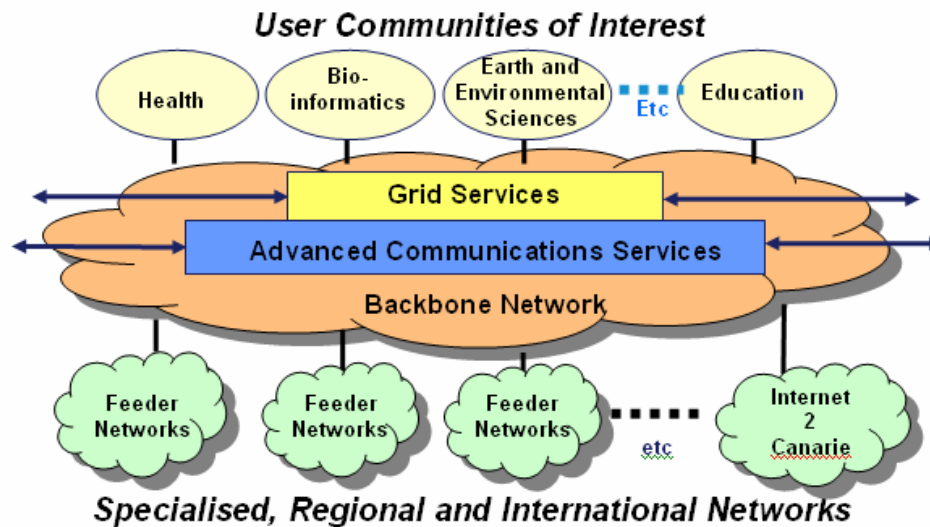 User Communities of Interest
Health
Bio-
informatics
Earth and
Environmental
Sciences
Etc
Education
Grid Services
Advanced Communications Services
Backbone Network
Feeder
Networks
Feeder
Networks
Feeder
Networks
etc
Internet
2
Canarie
Specialised, Regional and International Networks